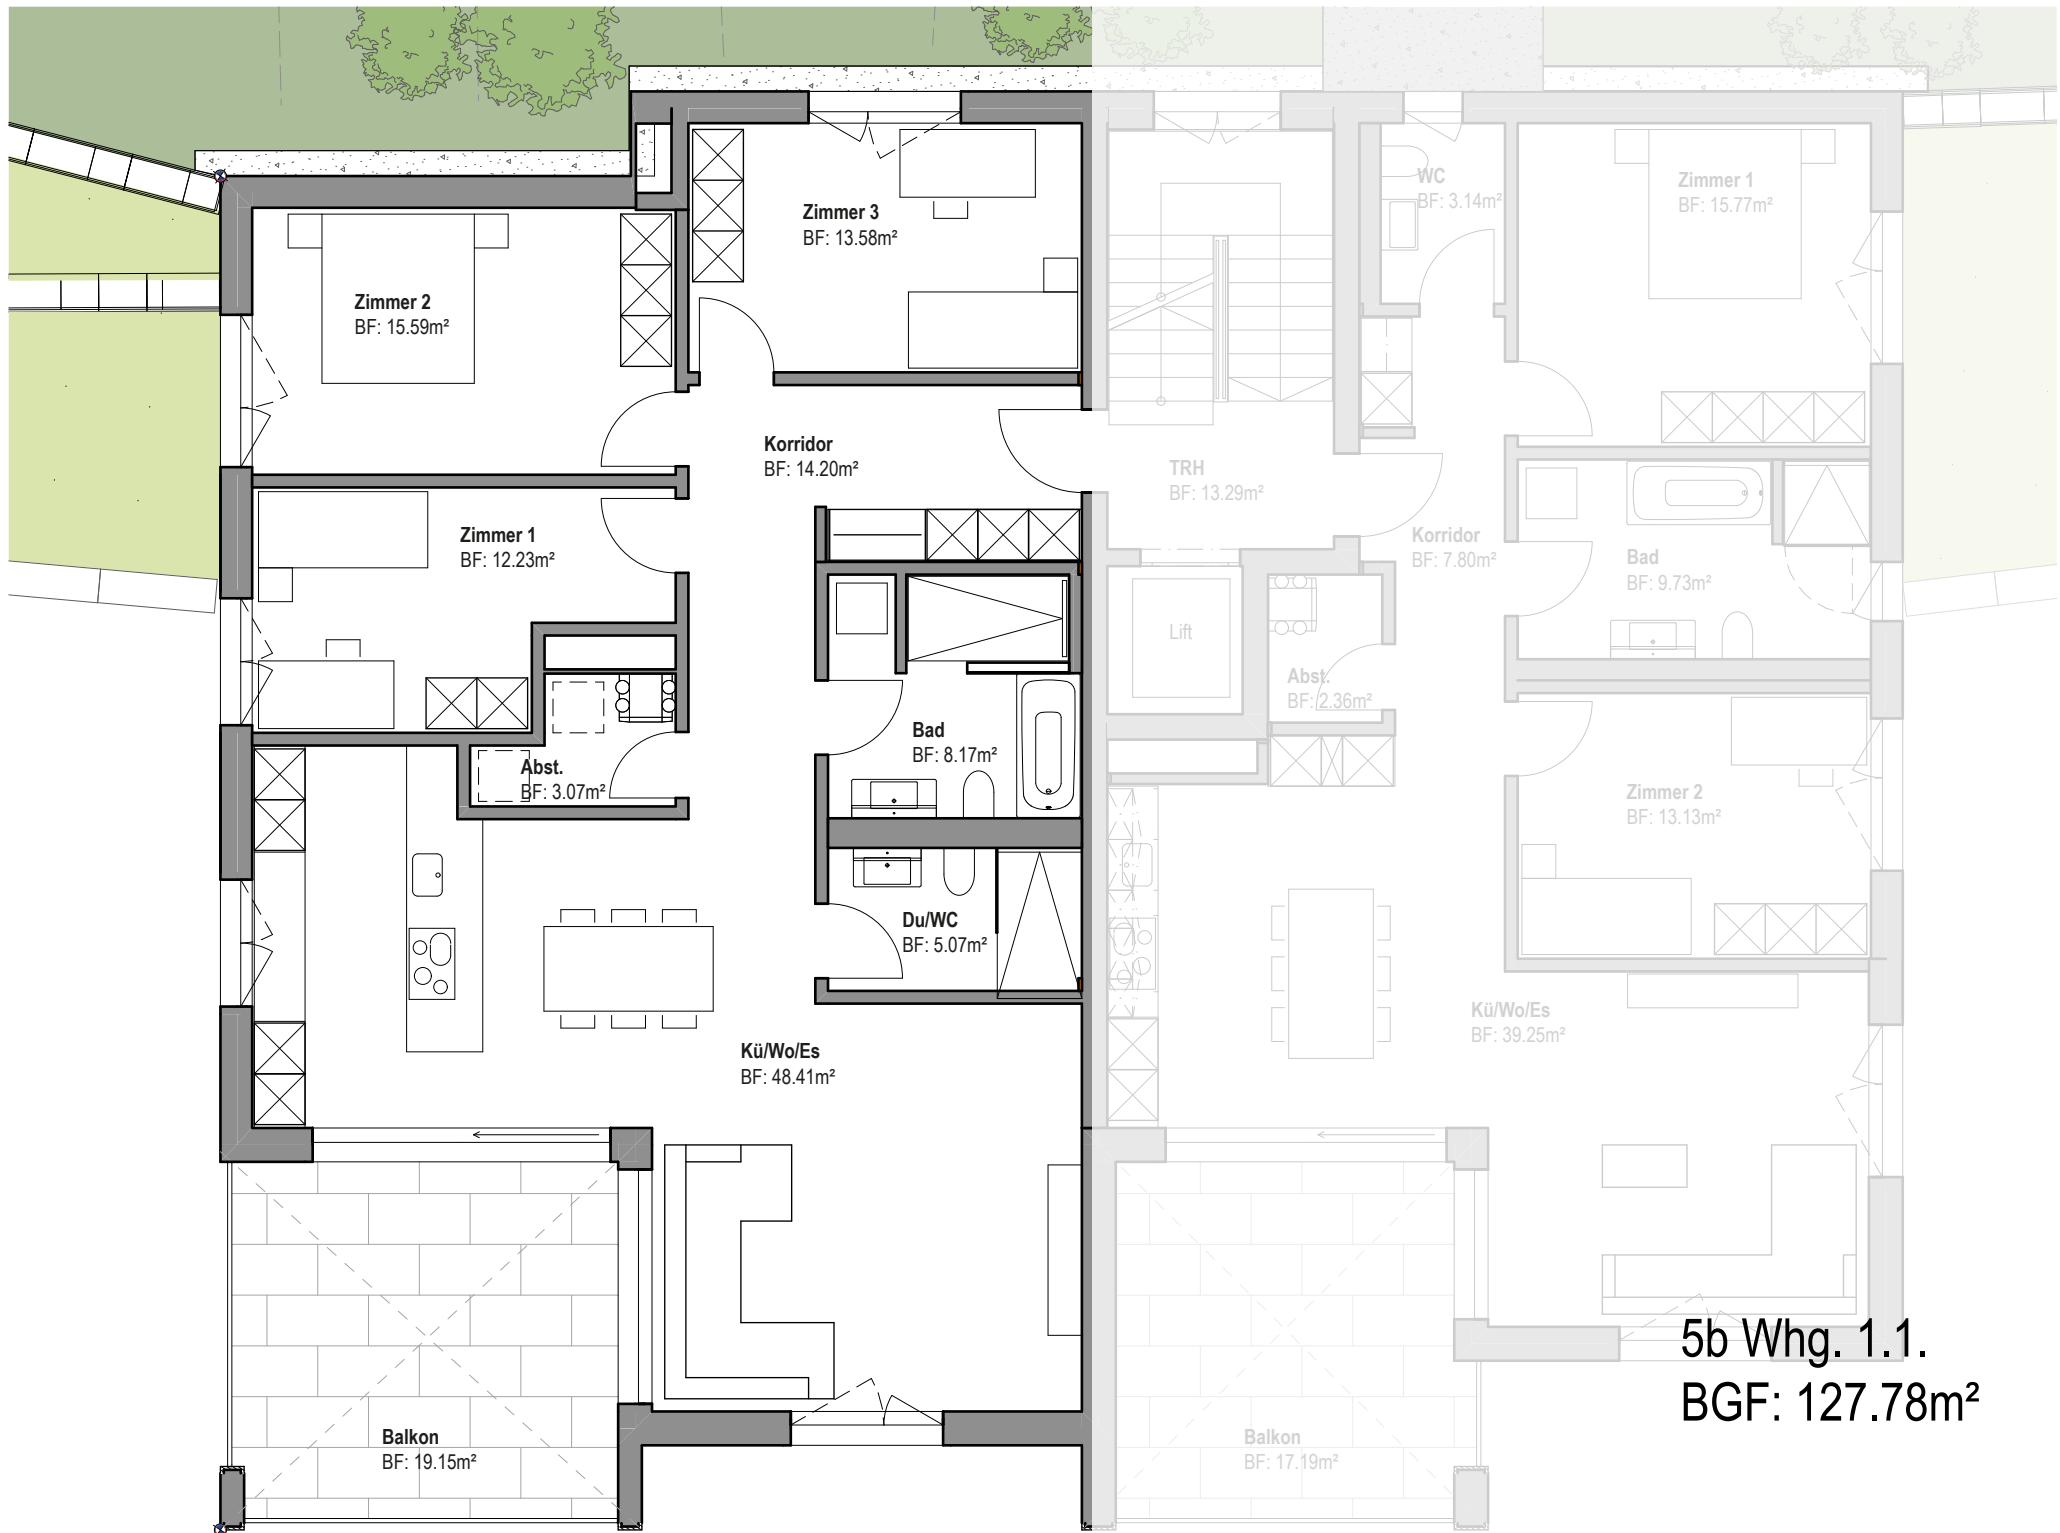 Zimmer 3
BF: 13.58m²
Zimmer 2
BF: 15.59m²
Korridor
BF: 14.20m²
Zimmer 1
BF: 12.23m²
Bad
BF: 8.17m²
Abst.
BF: 3.07m²
Du/WC
BF: 5.07m²
Kü/Wo/Es
BF: 48.41m²
Balkon
BF: 19.15m²
WC
BF: 3.14m²
Zimmer 1
BF: 15.77m²
TRH
BF: 13.29m²
Korridor
BF: 7.80m²
Bad
BF: 9.73m²
Lift
Abst.
BF: 2.36m²
Zimmer 2
BF: 13.13m²
Kü/Wo/Es
BF: 39.25m²
Balkon
BF: 17.19m²
5b Whg. 1.1.
BGF: 127.78m²